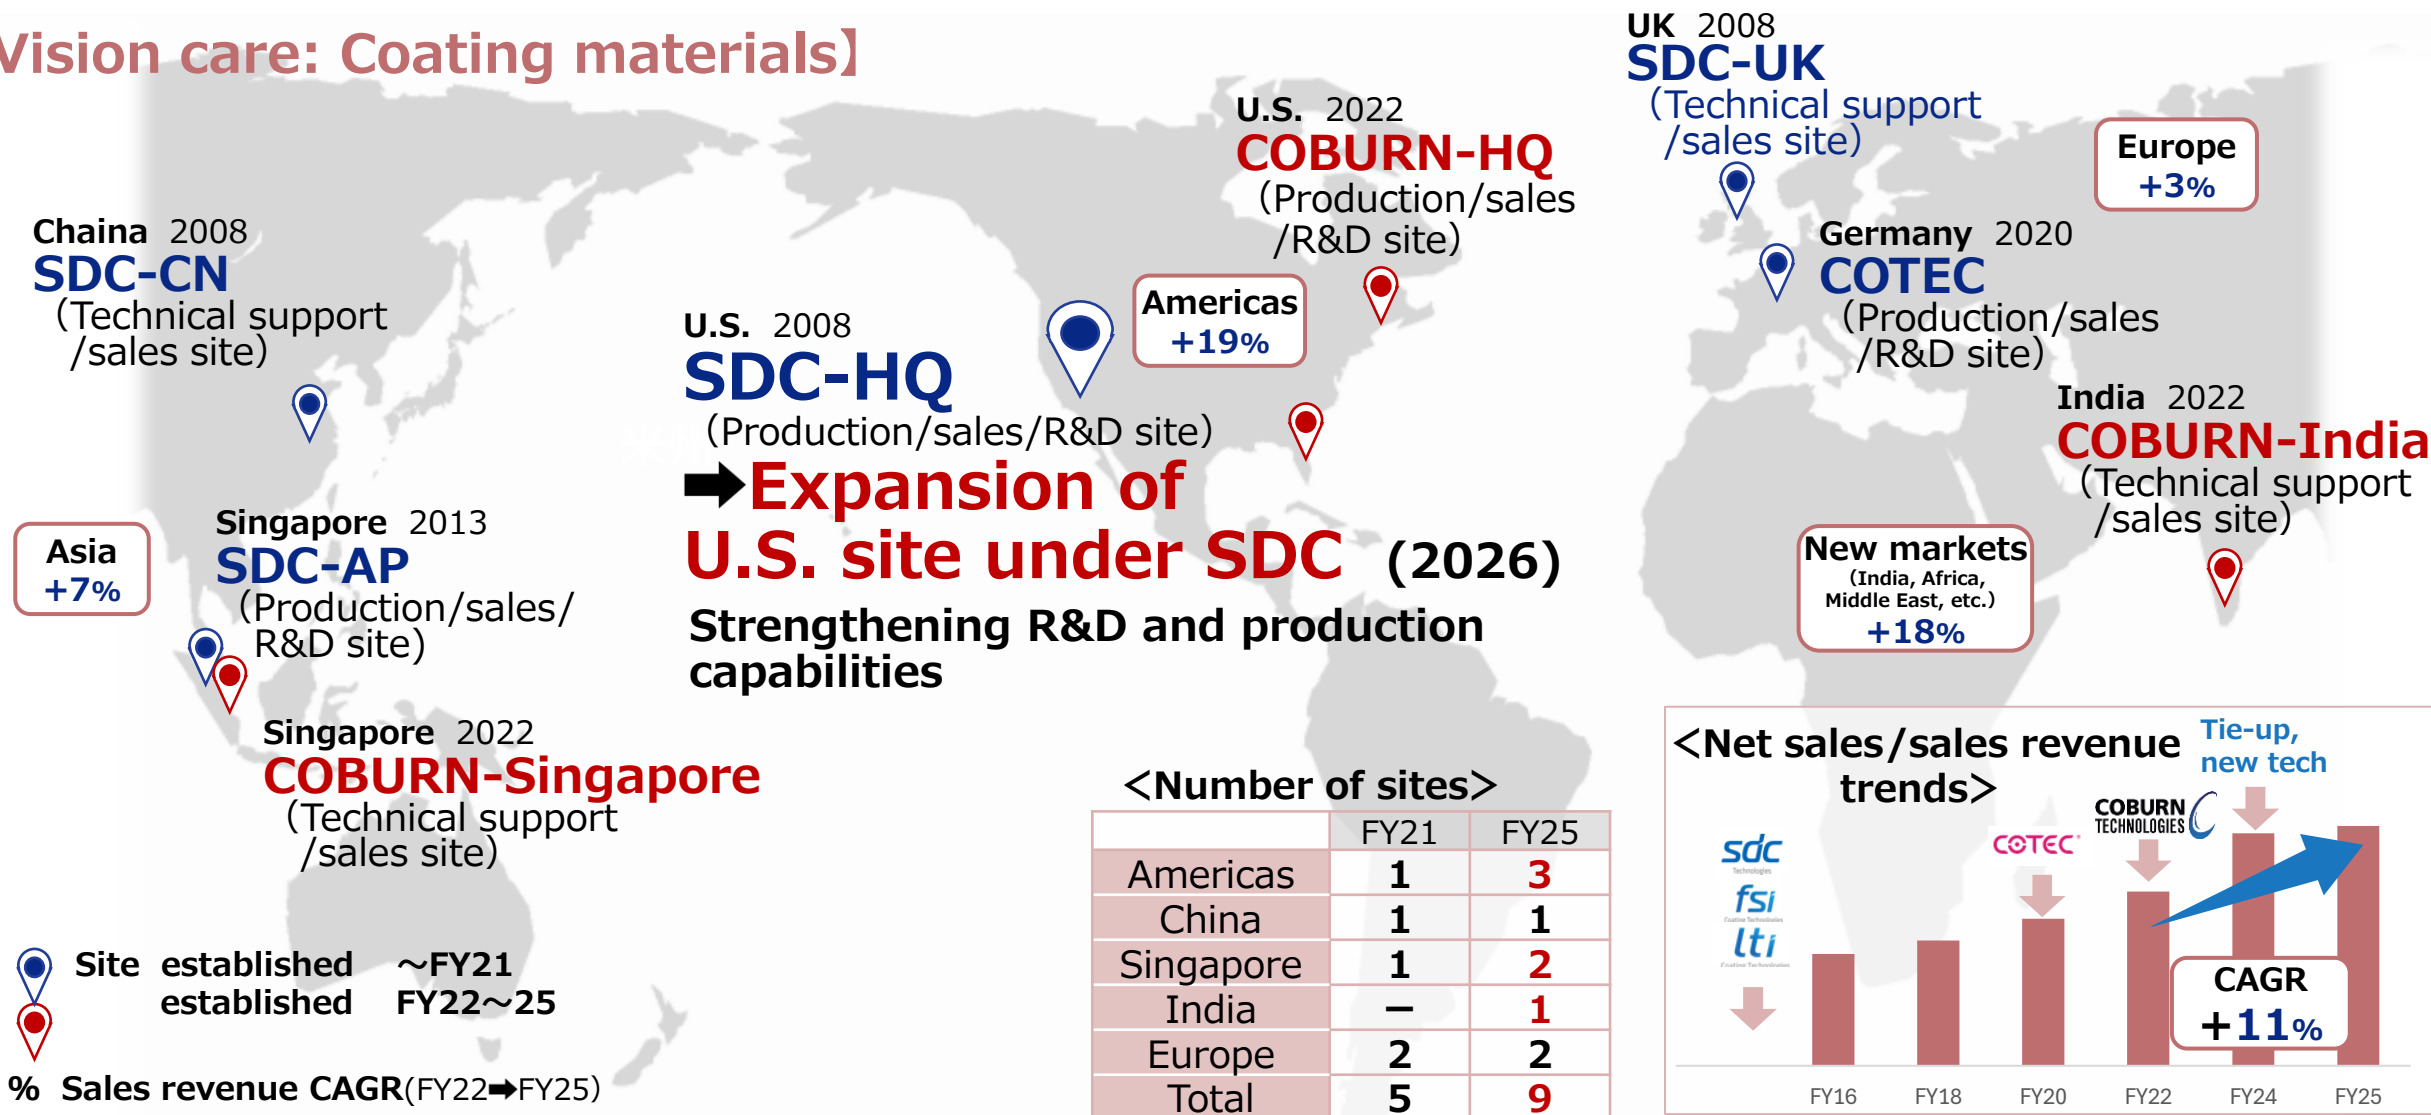 Vision care: Coating materials】
UK 2008
SDC-UK
(Technical support
/sales site)
U.S. 2022
COBURN-HQ
(Production/sales
/R&D site)
Europe
+3%
Chaina 2008
SDC-CN
(Technical support
/sales site)
Germany 2020
COTEC
(Production/sales
/R&D site)
Americas
+19%
U.S. 2008
SDC-HQ
(Production/sales/R&D site)
➡Expansion of
U.S. site under SDC (2026)
Strengthening R&D and production
capabilities
India 2022
COBURN-India
(Technical support
/sales site)
Asia
+7%
Singapore 2013
SDC-AP
(Production/sales/
R&D site)
New markets
(India, Africa,
Middle East, etc.)
+18%
Singapore 2022
COBURN-Singapore
(Technical support
/sales site)
<Number of sites>
FY21 FY25
Americas 1 3
China 1 1
Singapore 1 2
India – 1
Europe 2 2
Total 5 9
<Net sales/sales revenue
trends>
Tie-up,
new tech
COBURN
TECHNOLOGIES
COTEC
sdc
Technologies
fsi
Coating Technologies
lti
Coating Technologies
CAGR
+11%
FY16 FY18 FY20 FY22 FY24 FY25
Site established ～FY21
established FY22～25
% Sales revenue CAGR(FY22➡FY25)